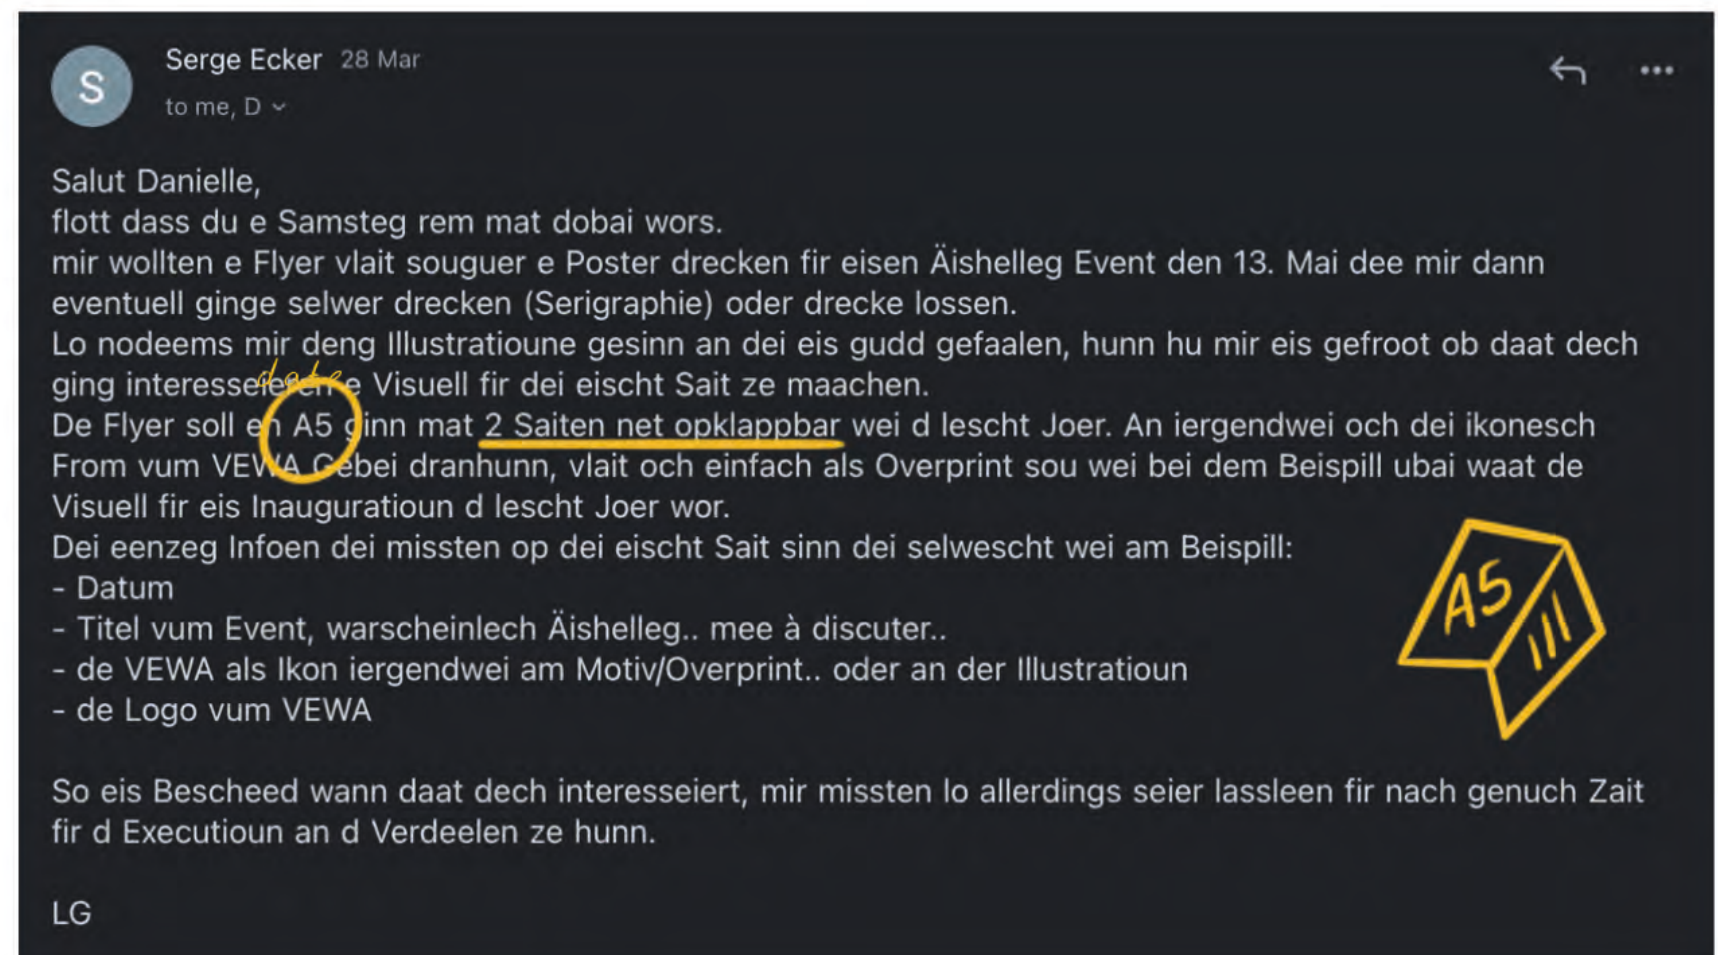 S
Serge Ecker 28 Mar
to me, D
Salut Danielle,
flott dass du e Samsteg rem mat dobai wors.
mir wollten e Flyer vlait souguer e Poster drecken fir eisen Äishelleg Event den 13. Mai dee mir dann
eventuell ginge selwer drecken (Serigraphie) oder drecke lossen.
Lo nodeems mir deng Illustratioune gesinn an dei eis gudd gefaalen, hunn hu mir eis gefroot ob daat dech
ging interesseieren e Visuell fir dei eischt Sait ze maachen.
De Flyer soll en A5 ginn mat 2 Saiten net opklappbar wei d lescht Joer. An iergendwei och dei ikonesch
From vum VEWA Gebei dranhunn, vlait och einfach als Overprint sou wei bei dem Beispill ubai waat de
Visuell fir eis Inauguratioun d lescht Joer wor.
Dei eenzeg Infoen dei missten op dei eischt Sait sinn dei selwescht wei am Beispill:
- Datum
- Titel vum Event, warscheinlech Äishelleg.. mee à discuter..
- de VEWA als Ikon iergendwei am Motiv/Overprint.. oder an der Illustratioun
- de Logo vum VEWA
A5
So eis Bescheed wann daat dech interesseiert, mir missten lo allerdings seier lassleen fir nach genuch Zait
fir d Executioun an d Verdeelen ze hunn.
LG